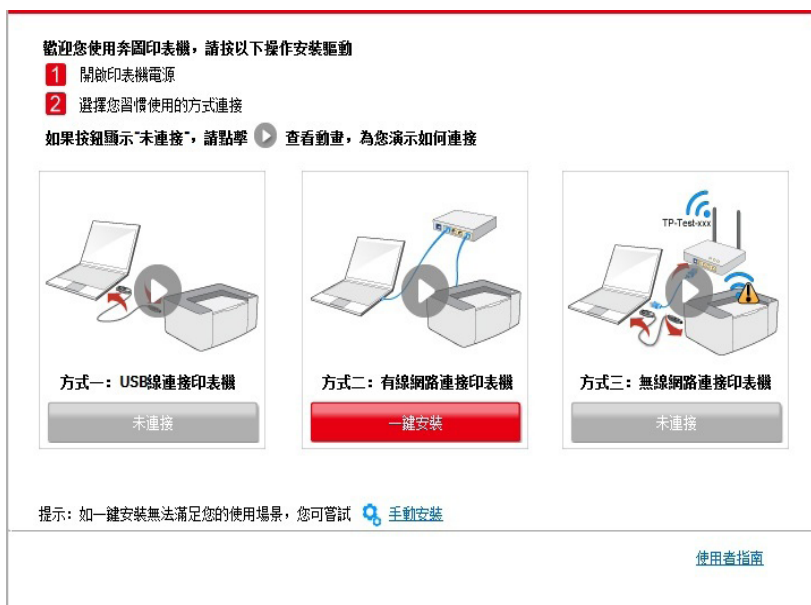 歡迎您使用奔圖印表機，請按以下操作安裝驅動
1 開啟印表機電源
2 選擇您習慣使用的方式連接
如果按鈕顯示"未連接"，請點擊 查看動畫，為您演示如何連接
TP-Test-xxx
方式一：USB線連接印表機
方式二：有線網路連接印表機
方式三：無線網路連接印表機
未連接
一鍵安裝
未連接
提示：如一鍵安裝無法滿足您的使用場景，您可嘗試 手動安裝
使用者指南